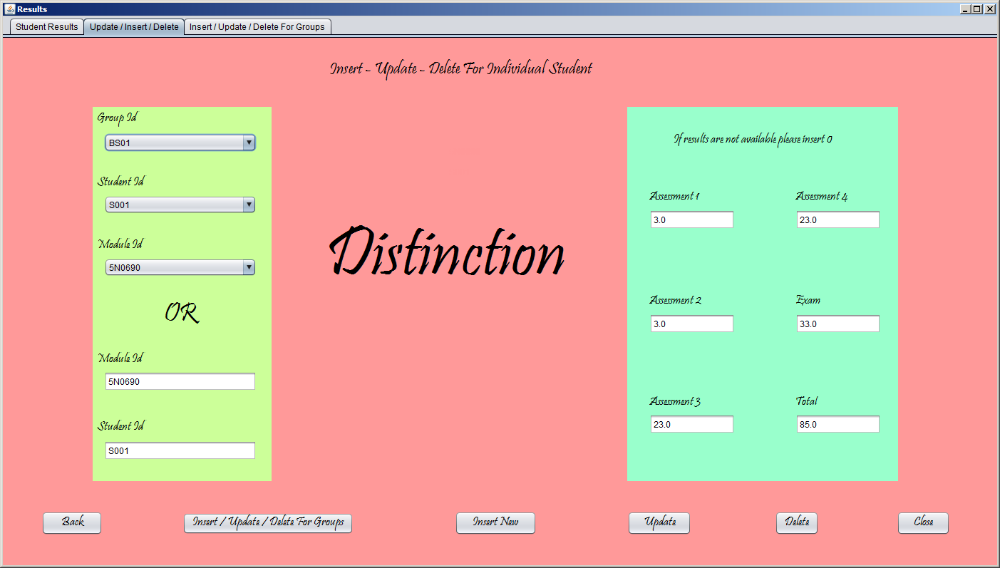 Results
Student Results
Update / Insert / Delete
Insert / Update / Delete For Groups
Insert - Update - Delete For Individual Student
Group Id
BS01
Student Id
S001
Module Id
5N0690
OR
Module Id
5N0690
Student Id
S001
Distinction
If results are not available please insert 0
Assessment 1
3.0
Assessment 4
23.0
Assessment 2
3.0
Exam
33.0
Assessment 3
23.0
Total
85.0
Back
Insert / Update / Delete For Groups
Insert New
Update
Delete
Close